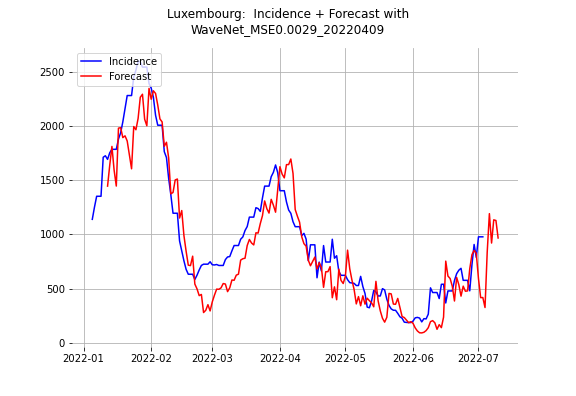 Luxembourg:  Incidence + Forecast with
WaveNet_MSE0.0029_20220409
Incidence
Forecast
2500
2000
1500
1000
500
0
2022-01 2022-02 2022-03 2022-04 2022-05 2022-06 2022-07